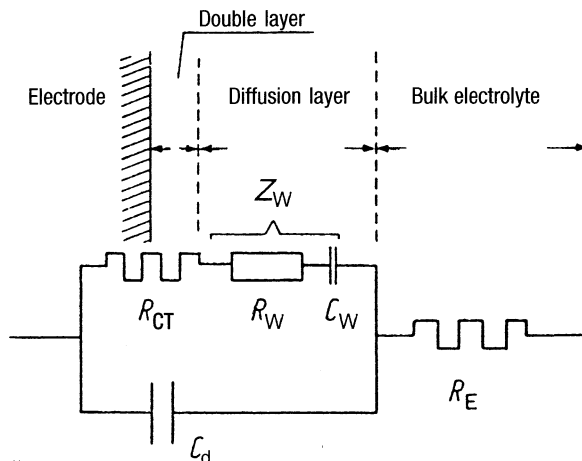 Double layer
Electrode
Diffusion layer
Bulk electrolyte
Z_W
R_CT
R_W
C_W
R_E
C_d